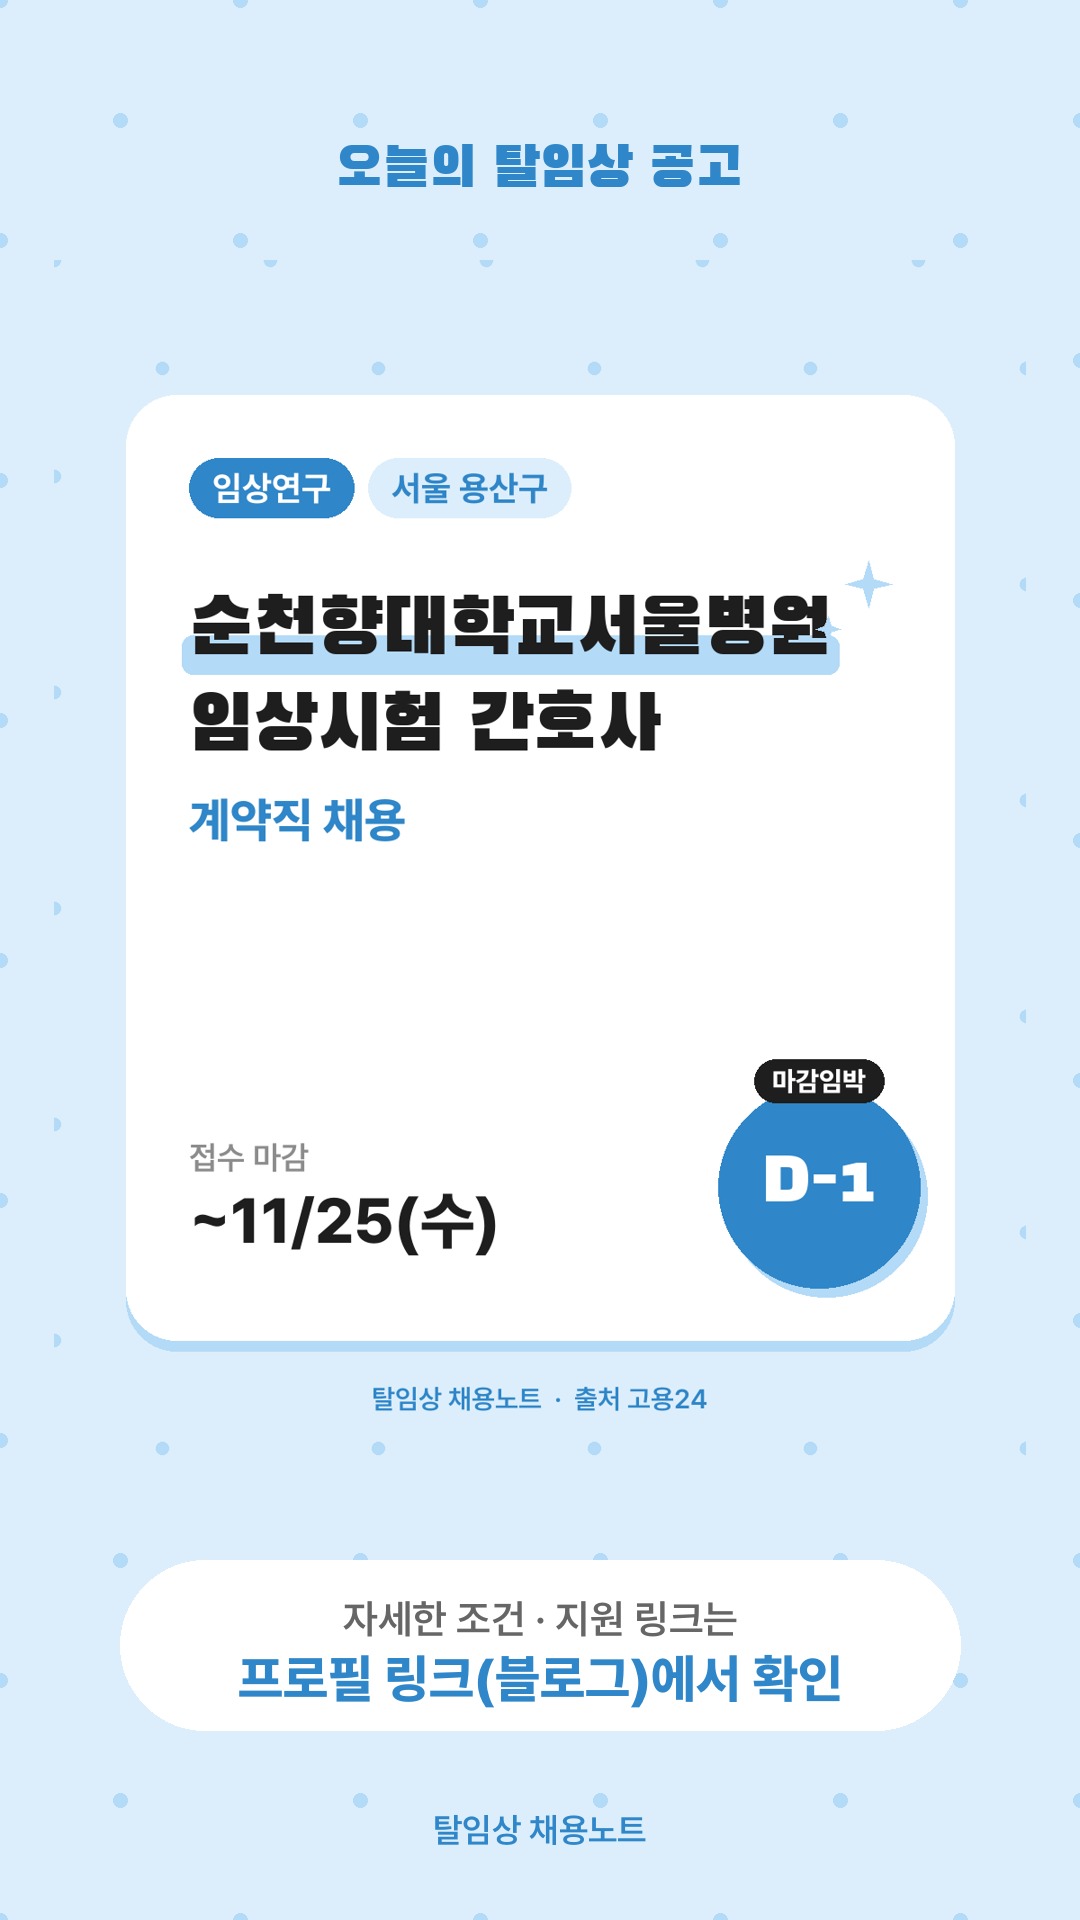 오늘의 탈임상 공고
임상연구 서울 용산구
순천향대학교서울병원
임상시험 간호사
계약직 채용
마감임박
D-1
접수 마감
~11/25(수)
탈임상 채용노트 · 출처 고용24
자세한 조건 · 지원 링크는
프로필 링크(블로그)에서 확인
탈임상 채용노트